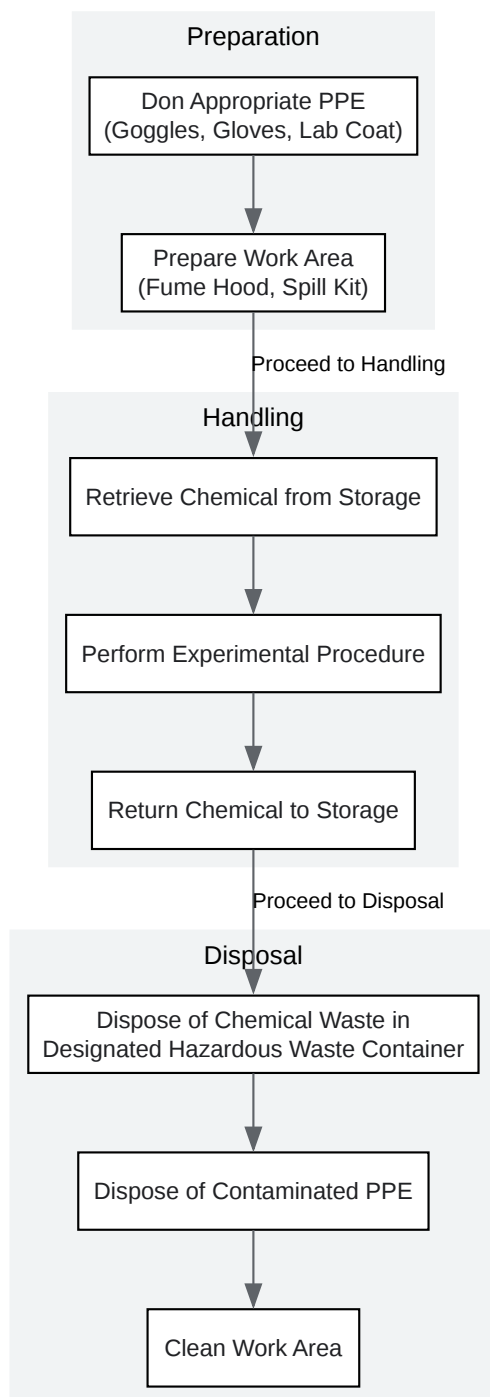 Preparation
Don Appropriate PPE
(Goggles, Gloves, Lab Coat)
Prepare Work Area
(Fume Hood, Spill Kit)
Proceed to Handling
Handling
Retrieve Chemical from Storage
Perform Experimental Procedure
Return Chemical to Storage
Proceed to Disposal
Disposal
Dispose of Chemical Waste in
Designated Hazardous Waste Container
Dispose of Contaminated PPE
Clean Work Area